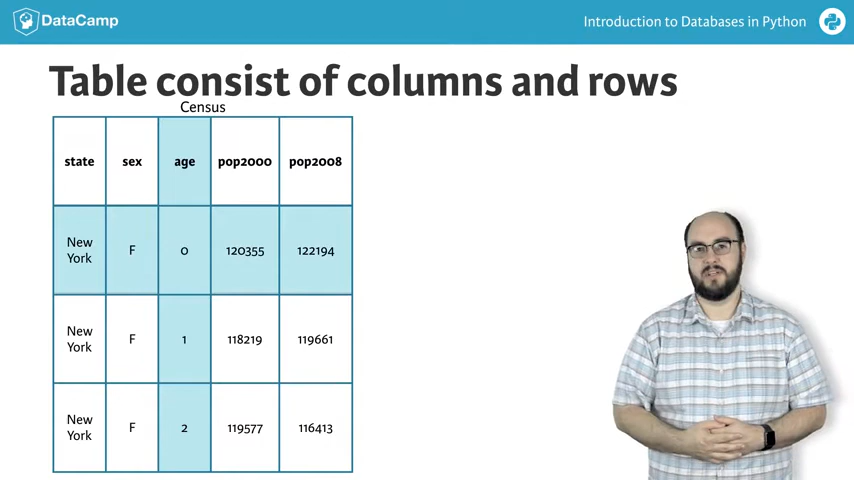 DataCamp
Introduction to Databases in Python
Table consist of columns and rows
Census
state sex age pop2000 pop2008
New York F 0 120355 122194
New York F 1 118219 119661
New York F 2 119577 116413